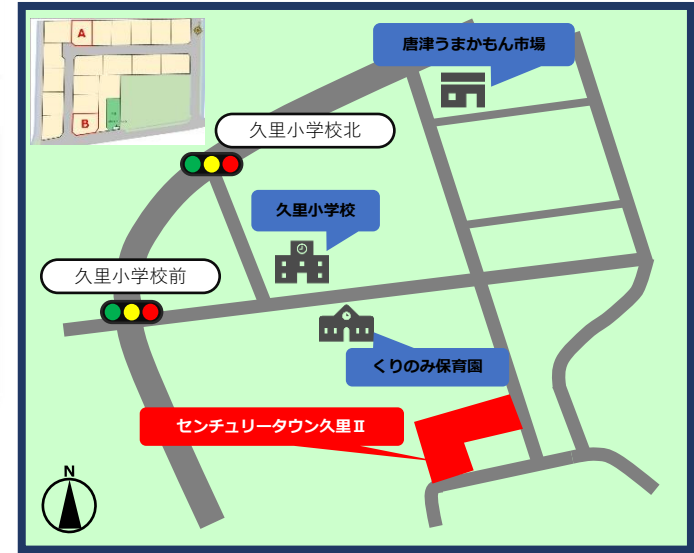 A
B
唐津うまかもん市場
久里小学校北
久里小学校
久里小学校前
くりのみ保育園
センチュリータウン久里Ⅱ
N